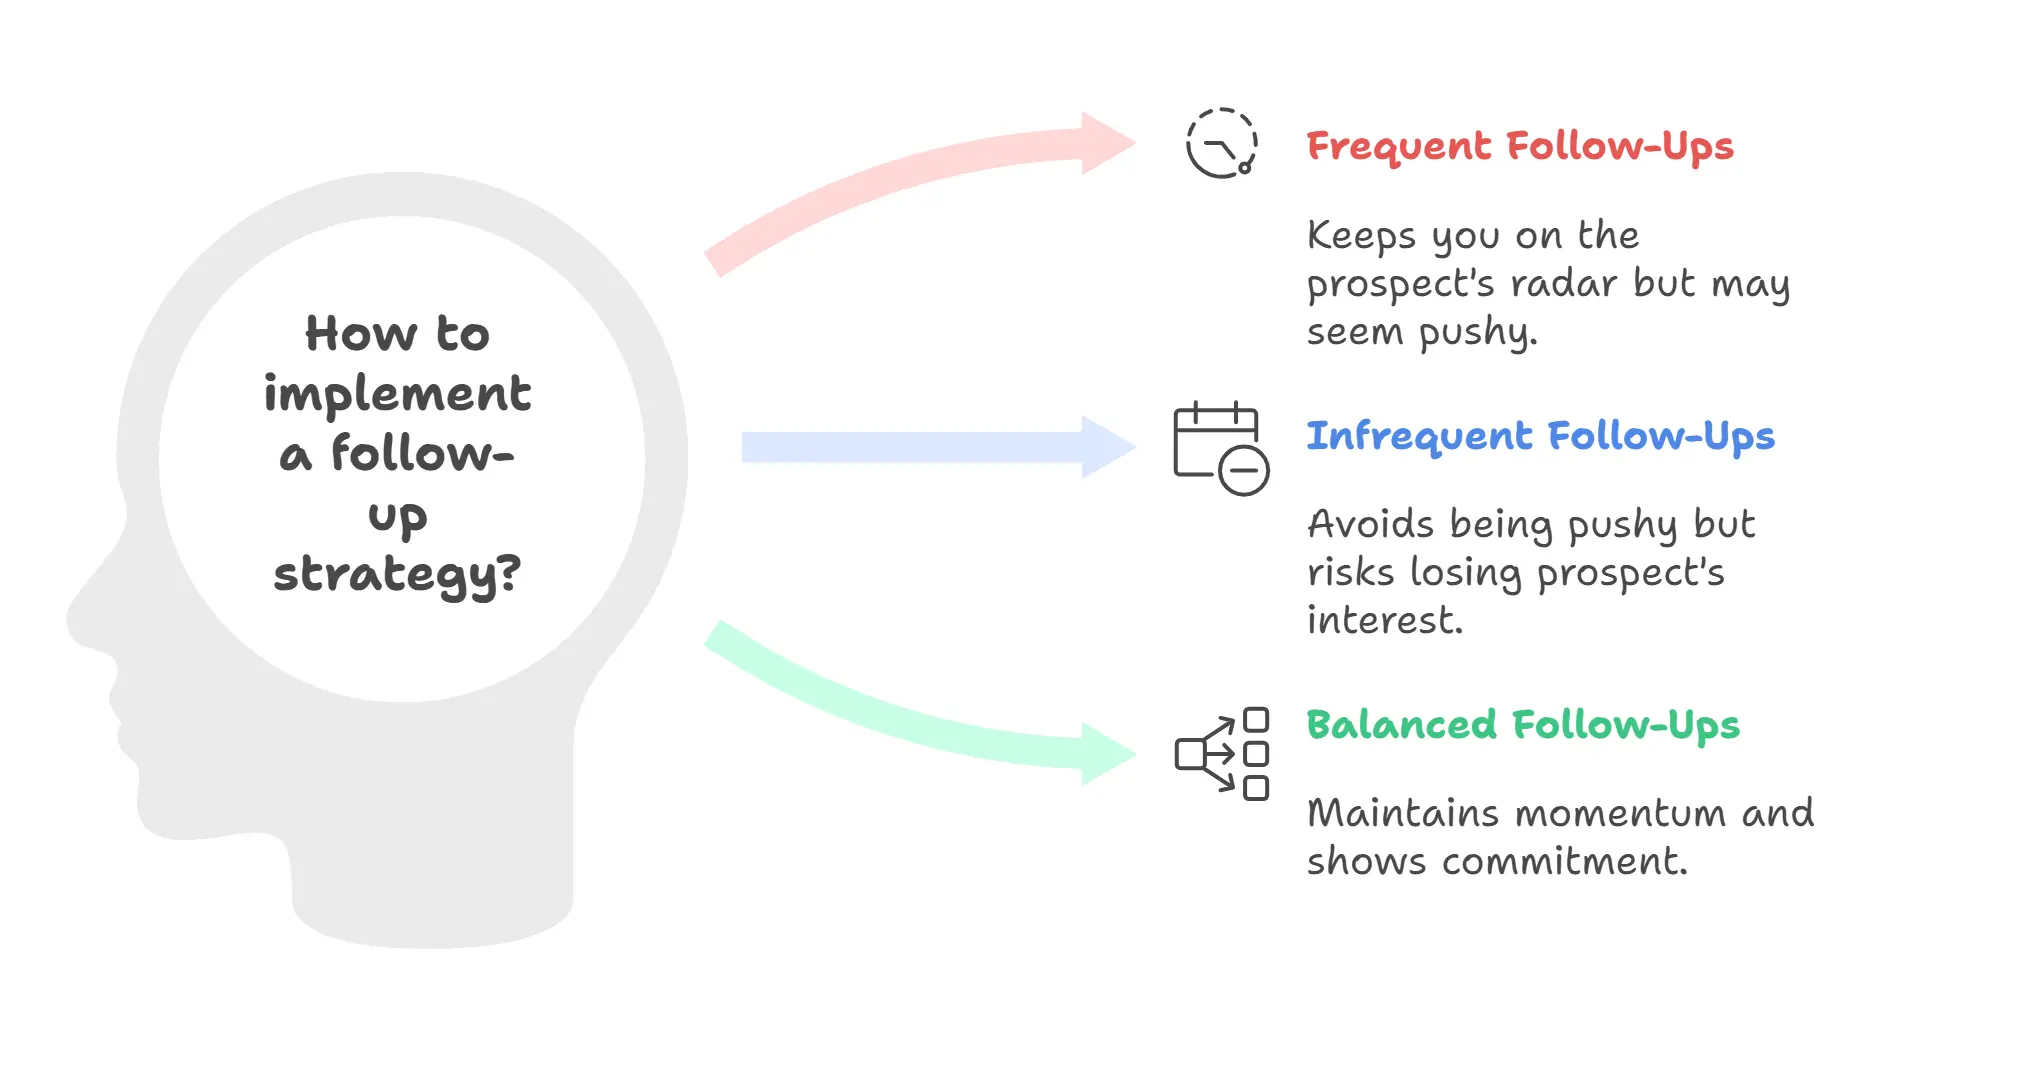 How to
implement
a follow-
up
strategy?
Frequent Follow-Ups
Keeps you on the
prospect's radar but may
seem pushy.
Infrequent Follow-Ups
Avoids being pushy but
risks losing prospect's
interest.
Balanced Follow-Ups
Maintains momentum and
shows commitment.